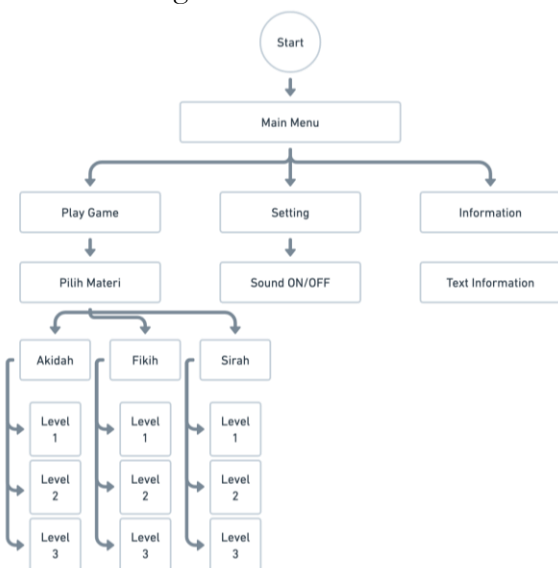 Start
Main Menu
Play Game
Setting
Information
Pilih Materi
Sound ON/OFF
Text Information
Akidah
Fikih
Sirah
Level
1
Level
1
Level
1
Level
2
Level
2
Level
2
Level
3
Level
3
Level
3